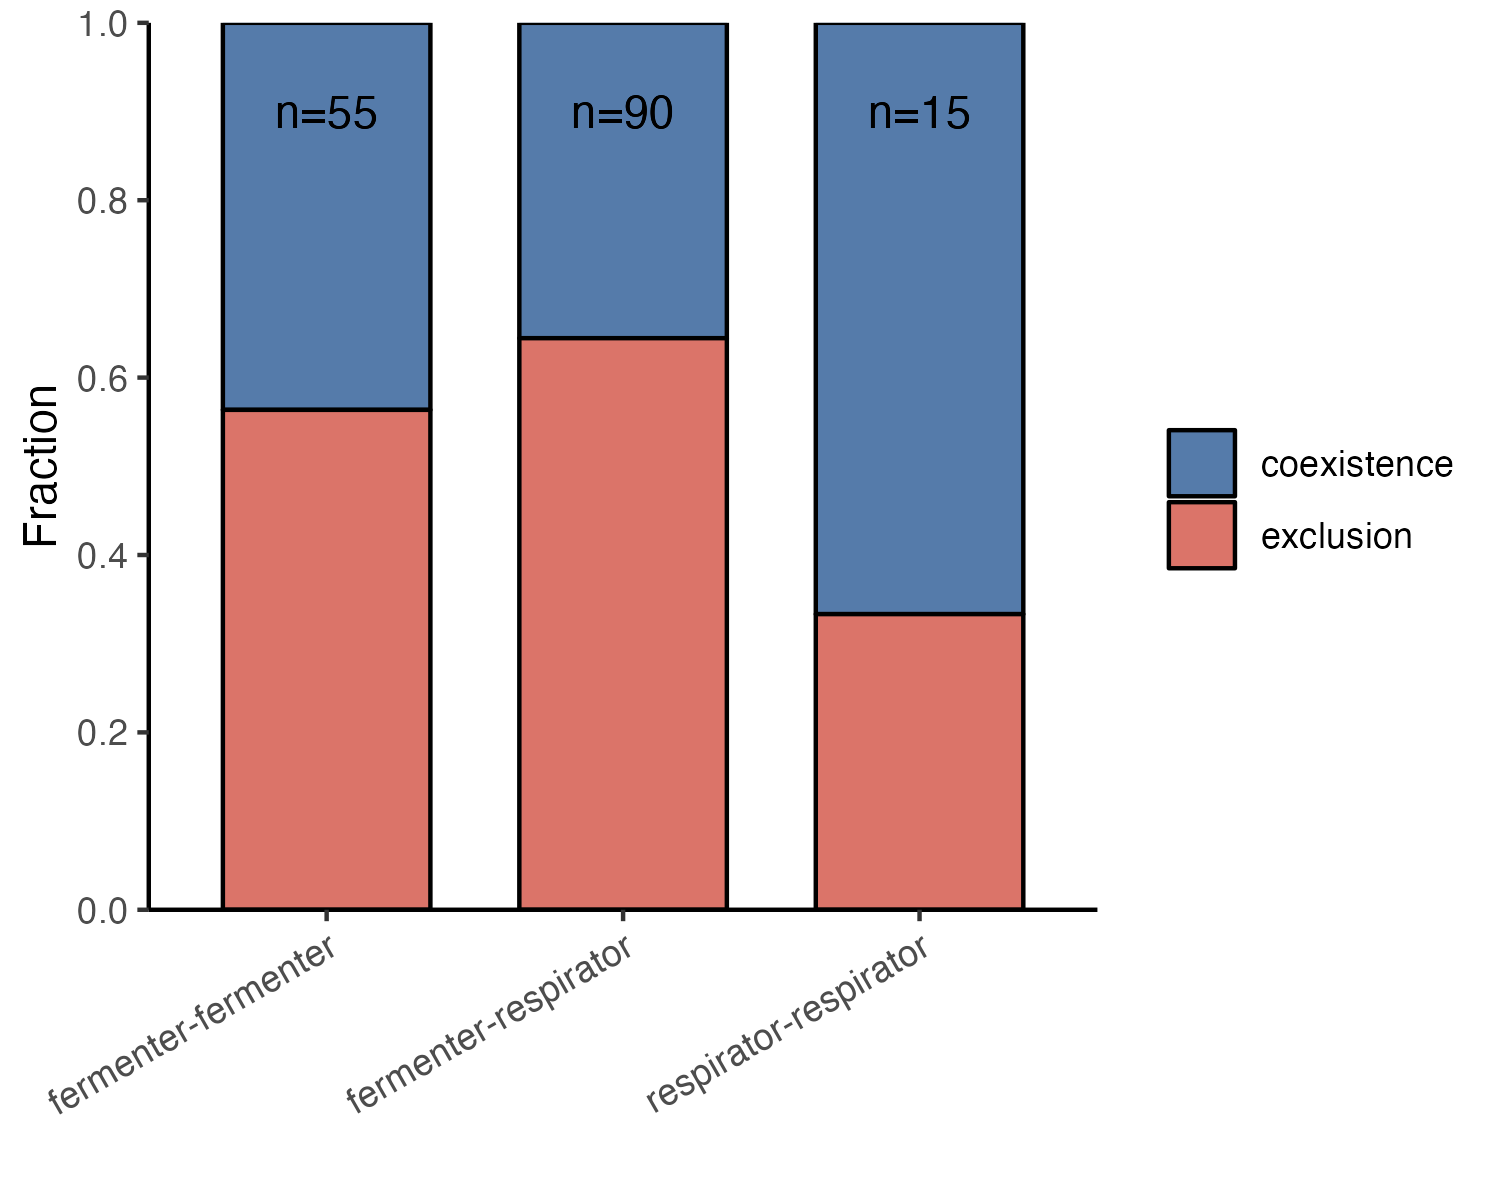 Fraction
1.0
0.8
0.6
0.4
0.2
0.0
n=55
n=90
n=15
fermenter-fermenter
fermenter-respirator
respirator-respirator
coexistence
exclusion